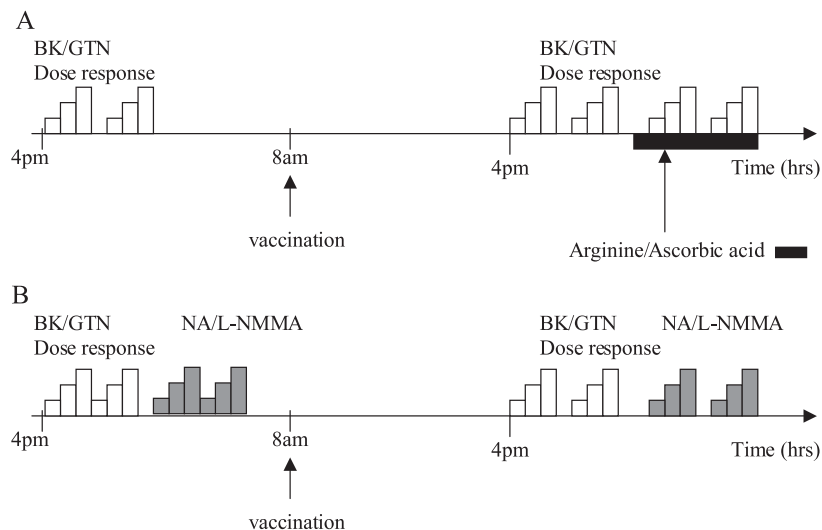 A
BK/GTN
Dose response
BK/GTN
Dose response
4pm
8am
4pm
Time (hrs)
vaccination
Arginine/Ascorbic acid
B
BK/GTN
Dose response
NA/L-NMMA
BK/GTN
Dose response
NA/L-NMMA
4pm
8am
4pm
Time (hrs)
vaccination